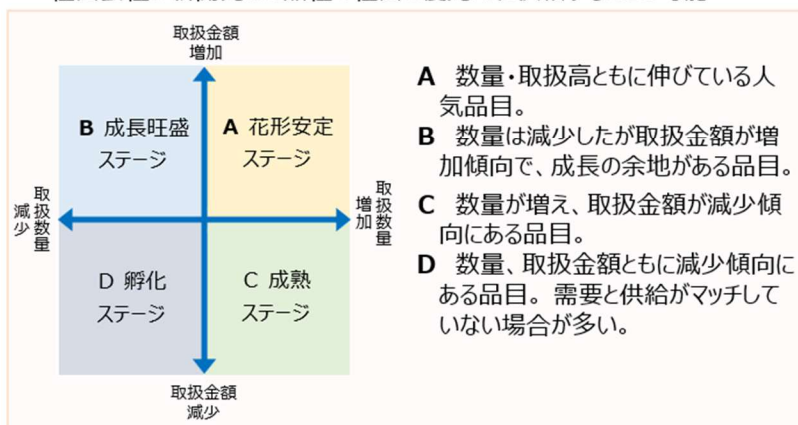 取扱金額
増加
B 成長旺盛
ステージ
A 花形安定
ステージ
取扱数量
減少
取扱数量
増加
D 孵化
ステージ
C 成熟
ステージ
取扱金額
減少
A 数量・取扱高ともに伸びている人
気品目。
B 数量は減少したが取扱金額が増
加傾向で、成長の余地がある品目。
C 数量が増え、取扱金額が減少傾
向にある品目。
D 数量、取扱金額ともに減少傾向に
ある品目。需要と供給がマッチして
いない場合が多い。